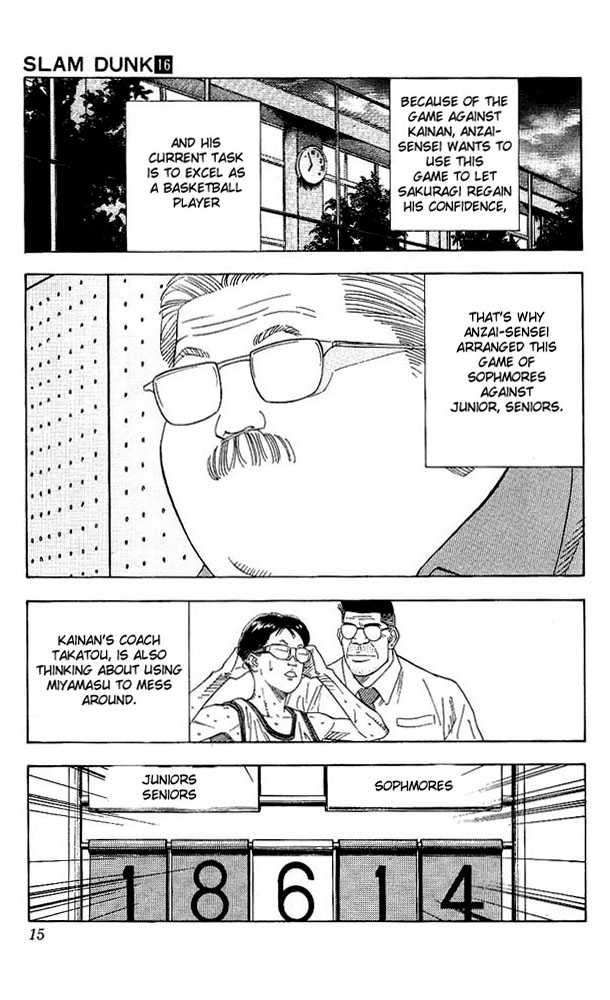 SLAM DUNK 16
BECAUSE OF THE
GAME AGAINST
KAINAN, ANZAI-
SENSEI WANTS TO
USE THIS
GAME TO LET
SAKURAGI REGAIN
HIS CONFIDENCE,
AND HIS
CURRENT TASK
IS TO EXCEL AS
A BASKETBALL
PLAYER
THAT'S WHY
ANZAI-SENSEI
ARRANGED THIS
GAME OF
SOPHMORES
AGAINST
JUNIOR, SENIORS.
KAINAN'S COACH
TAKATOU, IS ALSO
THINKING ABOUT USING
MIYAMASU TO MESS
AROUND.
JUNIORS
SENIORS
SOPHMORES
18 6 14
15